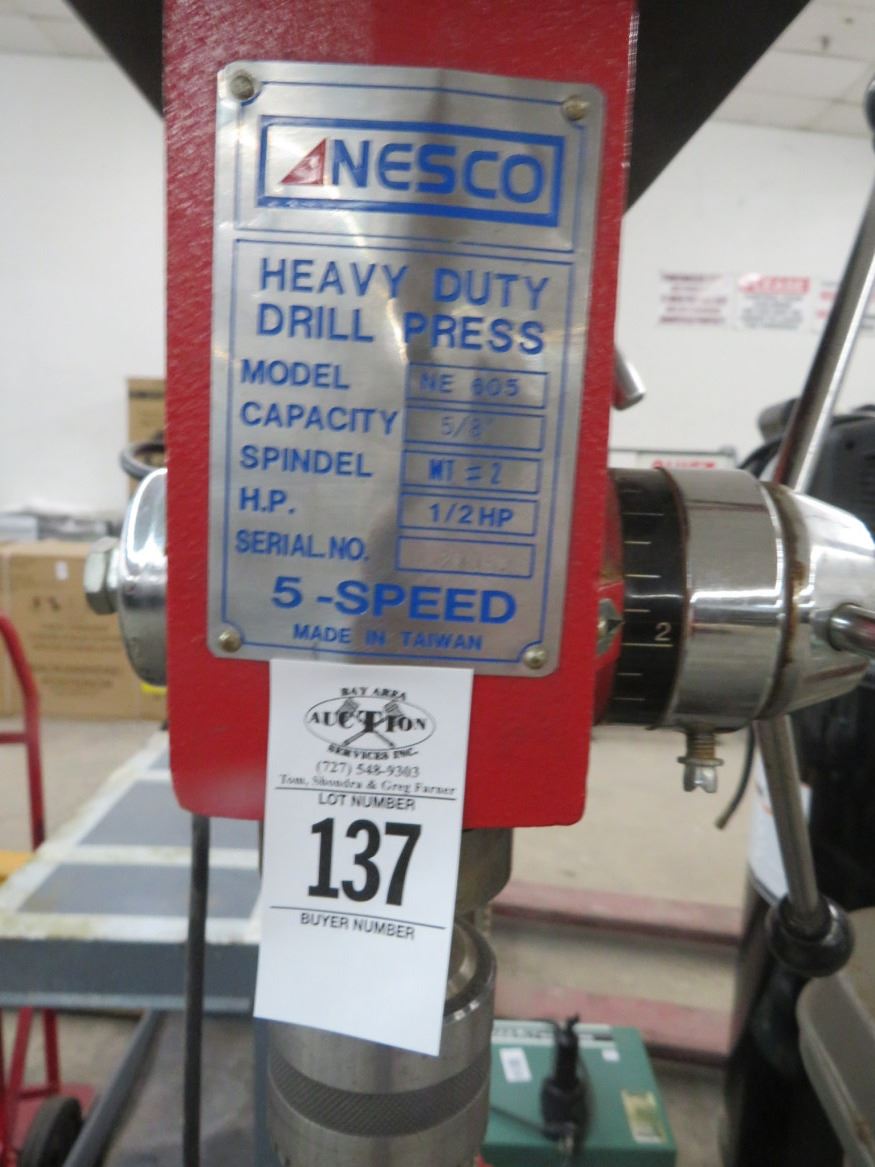 NESCO
HEAVY DUTY
DRILL PRESS
MODEL NE 605
CAPACITY 5/8"
SPINDEL MT = 2
H.P. 1/2 HP
SERIAL.NO.
5-SPEED
MADE IN TAIWAN
2
BAY AREA
AUCTION
SERVICES INC.
(727) 548-9303
Tom, Shondra & Greg Farner
LOT NUMBER
137
BUYER NUMBER
PLEASE